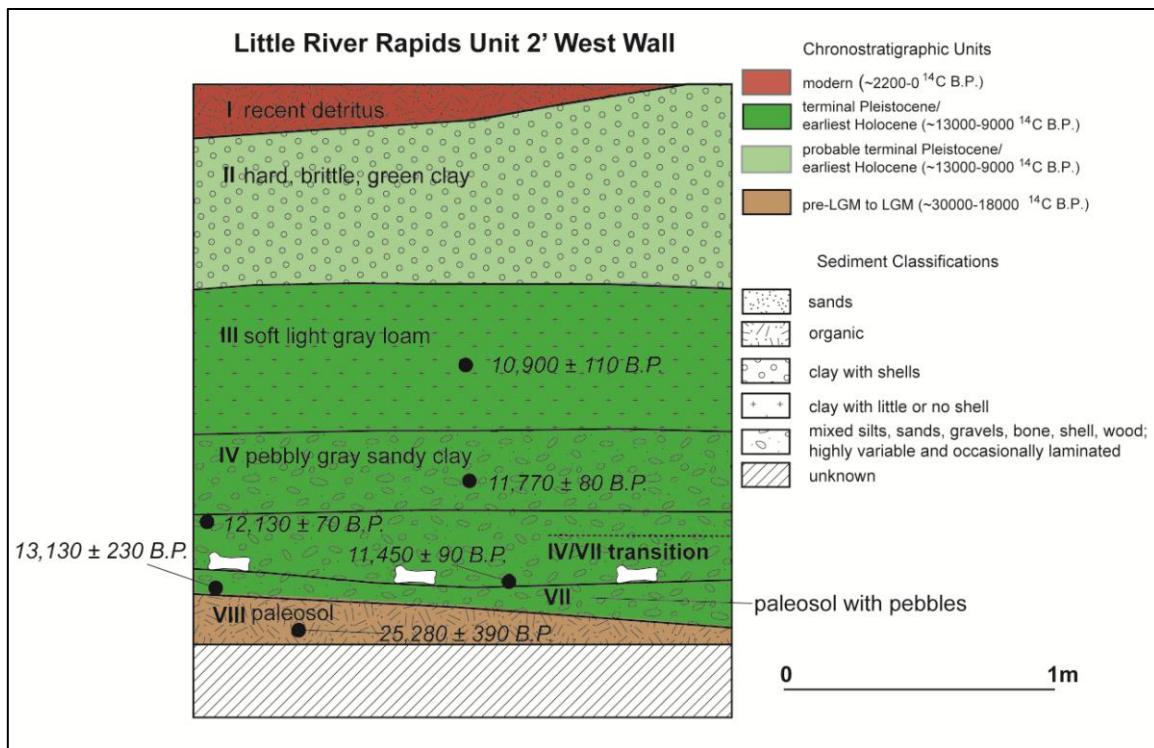 Little River Rapids Unit 2' West Wall
I recent detritus
II hard, brittle, green clay
III soft light gray loam
10,900 ± 110 B.P.
IV pebbly gray sandy clay
11,770 ± 80 B.P.
12,130 ± 70 B.P.
13,130 ± 230 B.P.
11,450 ± 90 B.P.
IV/VII transition
VII
paleosol with pebbles
VIII paleosol
25,280 ± 390 B.P.
Chronostratigraphic Units
modern (~2200-0 ¹⁴C B.P.)
terminal Pleistocene/
earliest Holocene (~13000-9000 ¹⁴C B.P.)
probable terminal Pleistocene/
earliest Holocene (~13000-9000 ¹⁴C B.P.)
pre-LGM to LGM (~30000-18000 ¹⁴C B.P.)
Sediment Classifications
sands
organic
clay with shells
clay with little or no shell
mixed silts, sands, gravels, bone, shell, wood;
highly variable and occasionally laminated
unknown
0 1m